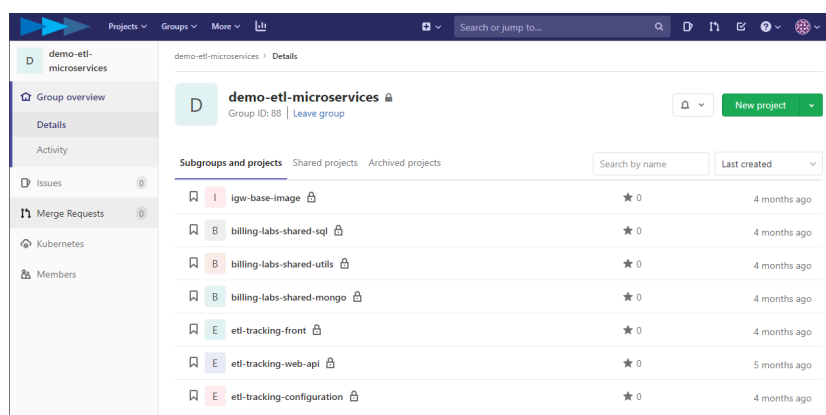 Projects Groups More Search or jump to...
D demo-etl-microservices
demo-etl-microservices > Details
Group overview
Details
Activity
Issues 0
Merge Requests 0
Kubernetes
Members
D demo-etl-microservices
Group ID: 88 | Leave group
New project
Subgroups and projects Shared projects Archived projects Search by name Last created
I igw-base-image 0 4 months ago
B billing-labs-shared-sql 0 4 months ago
B billing-labs-shared-utils 0 4 months ago
B billing-labs-shared-mongo 0 4 months ago
E etl-tracking-front 0 4 months ago
E etl-tracking-web-api 0 5 months ago
E etl-tracking-configuration 0 4 months ago